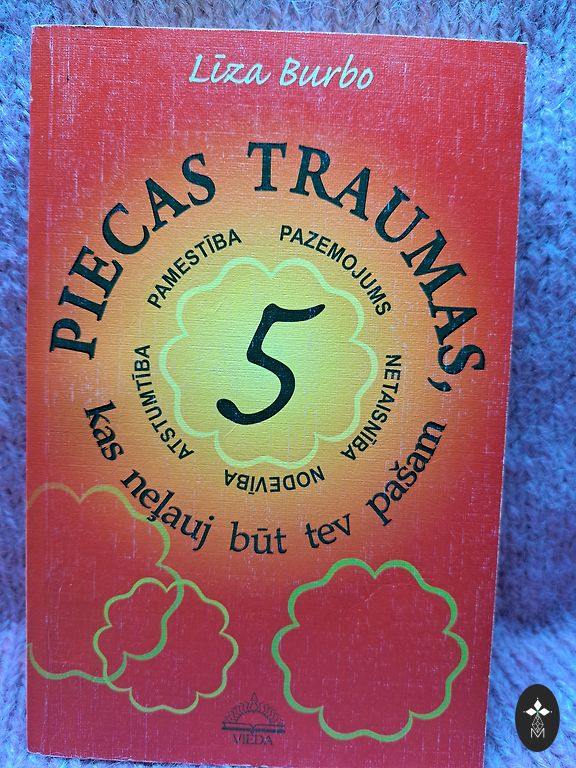 Līza Burbo
PIECAS TRAUMAS,
PAMESTĪBA
PAZEMOJUMS
NETAISNĪBA
NODEVĪBA
ATSTUMTĪBA
5
kas neļauj būt tev pašam
VIEDA